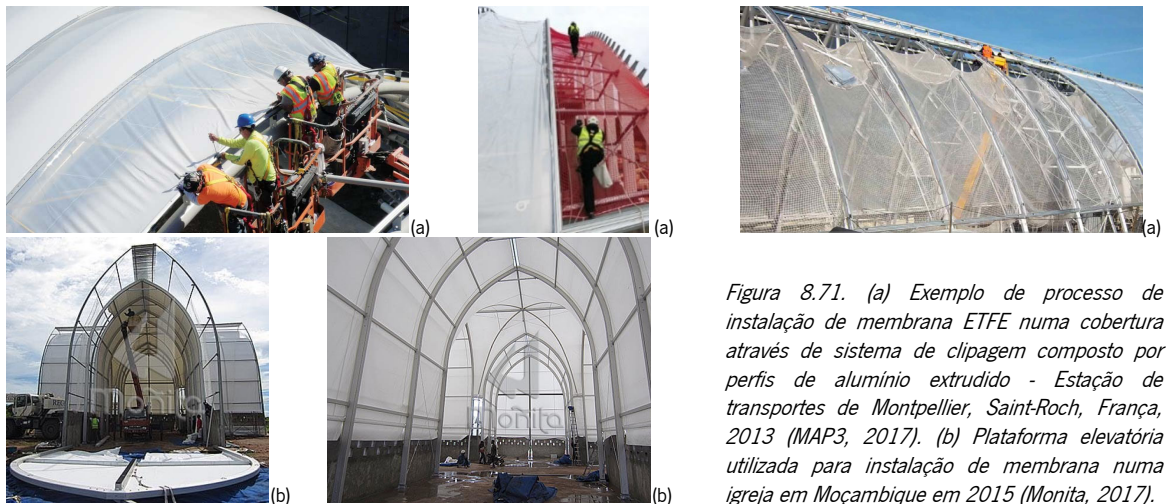 (a)
(a)
(a)
Moñita
(b)
Moñita
(b)
Figura 8.71. (a) Exemplo de processo de
instalação de membrana ETFE numa cobertura
através de sistema de clipagem composto por
perfis de alumínio extrudido - Estação de
transportes de Montpellier, Saint-Roch, França,
2013 (MAP3, 2017). (b) Plataforma elevatória
utilizada para instalação de membrana numa
igreja em Moçambique em 2015 (Monita, 2017).